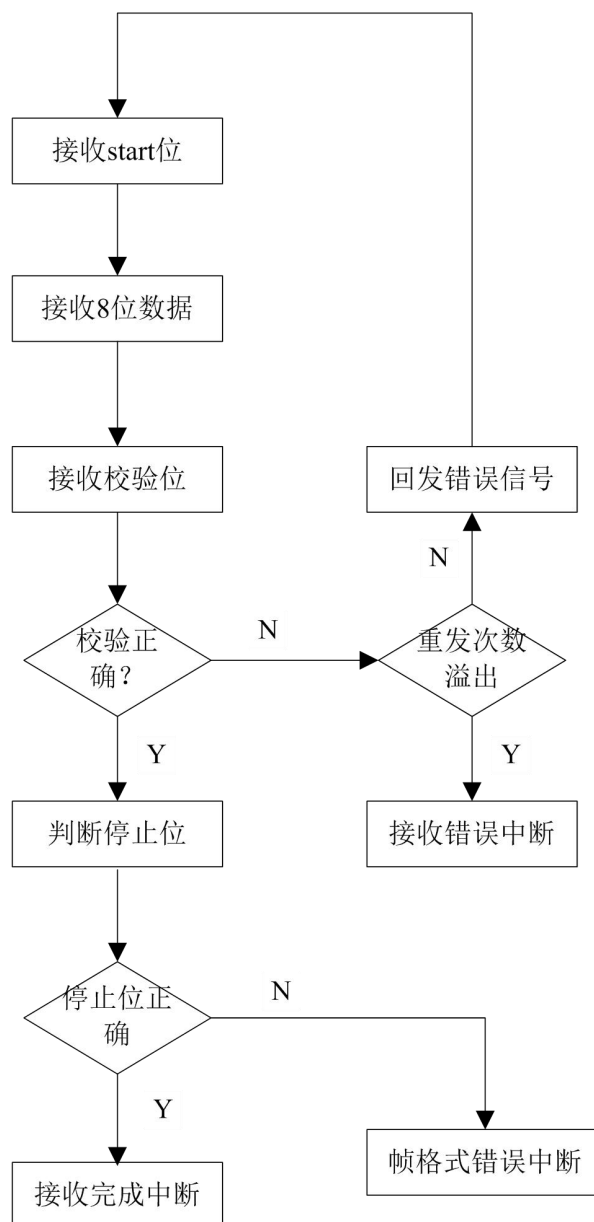 接收start位
接收8位数据
接收校验位
回发错误信号
N
校验正
确？
N
重发次数
溢出
Y
Y
判断停止位
接收错误中断
停止位正
确
N
Y
帧格式错误中断
接收完成中断